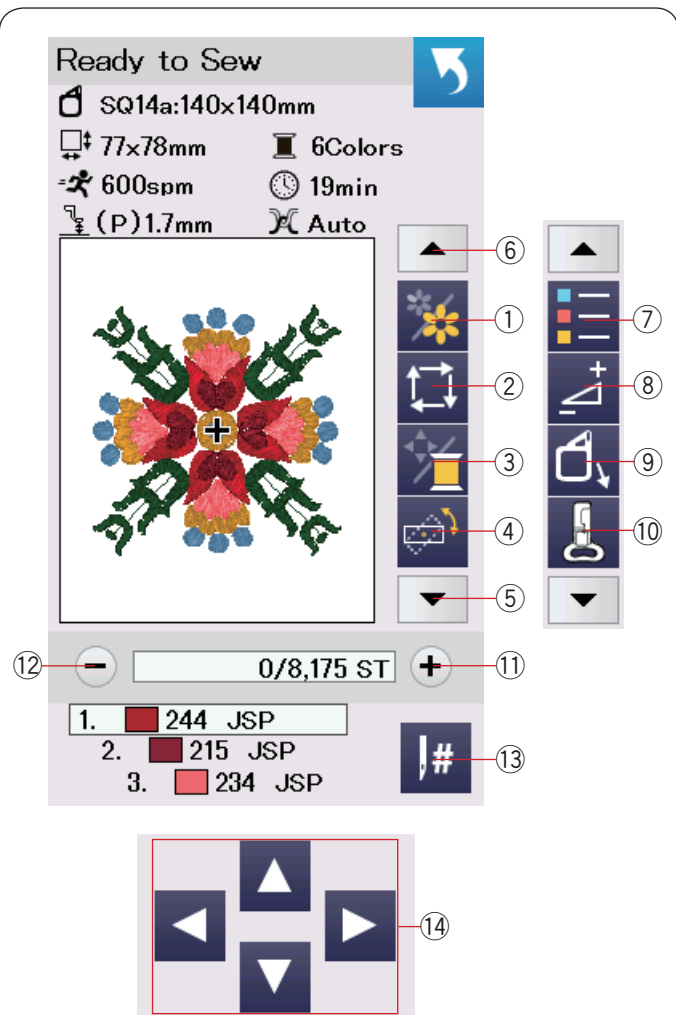 Ready to Sew
SQ14a:140x140mm
77x78mm 6Colors
600spm 19min
(P)1.7mm Auto
⑥
① ⑦
② ⑧
③ ⑨
④ ⑩
⑤
⑫ − 0/8,175 ST + ⑪
1. 244 JSP
2. 215 JSP
# ⑬
3. 234 JSP
⑭